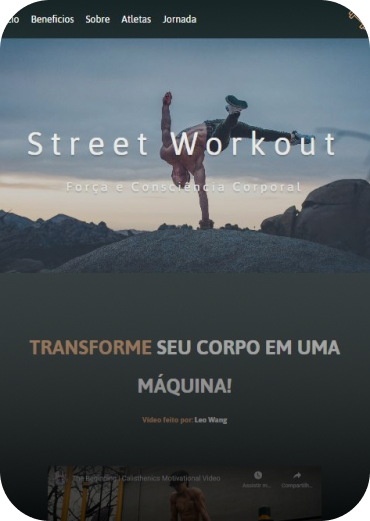 cio Beneficios Sobre Atletas Jornada
Street Workout
Força e Consciência Corporal
TRANSFORME SEU CORPO EM UMA
MÁQUINA!
Vídeo feito por: Leo Wang
The Beginning | Calisthenics Motivational Video
Assistir m... Compartilh...